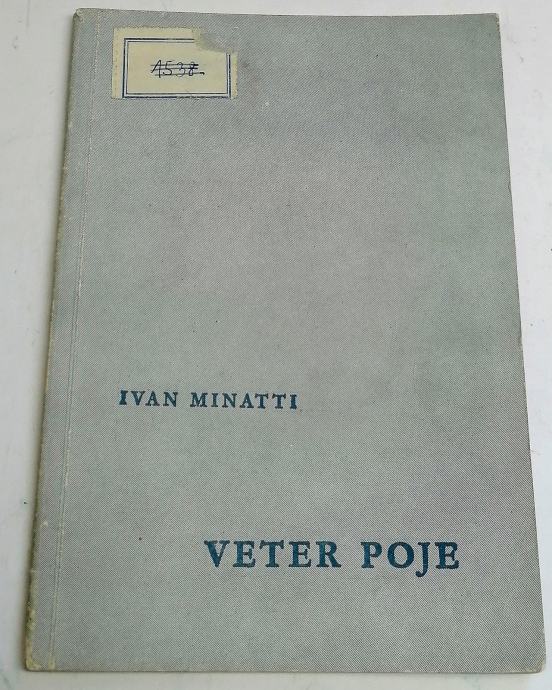 1538.
IVAN MINATTI
VETER POJE